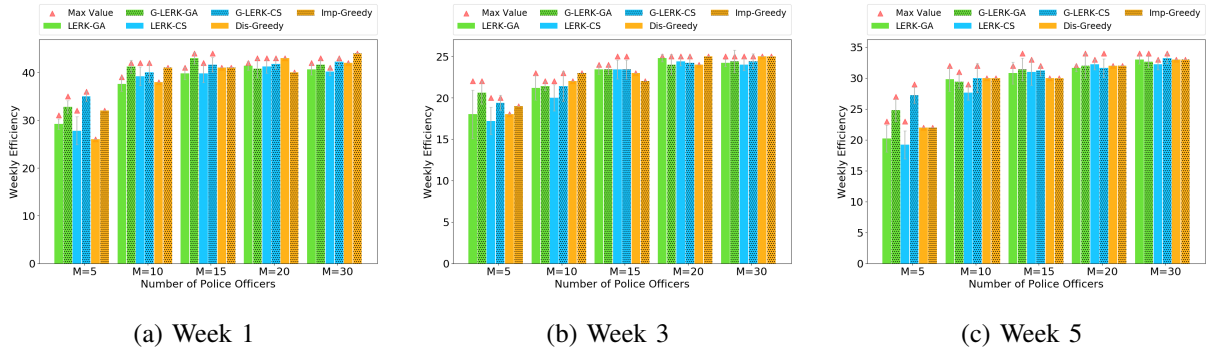 Max Value G-LERK-GA G-LERK-CS Imp-Greedy
LERK-GA LERK-CS Dis-Greedy
Weekly Efficiency
40
30
20
10
0
M=5 M=10 M=15 M=20 M=30
Number of Police Officers
(a) Week 1
Max Value G-LERK-GA G-LERK-CS Imp-Greedy
LERK-GA LERK-CS Dis-Greedy
Weekly Efficiency
25
20
15
10
5
0
M=5 M=10 M=15 M=20 M=30
Number of Police Officers
(b) Week 3
Max Value G-LERK-GA G-LERK-CS Imp-Greedy
LERK-GA LERK-CS Dis-Greedy
Weekly Efficiency
35
30
25
20
15
10
5
0
M=5 M=10 M=15 M=20 M=30
Number of Police Officers
(c) Week 5